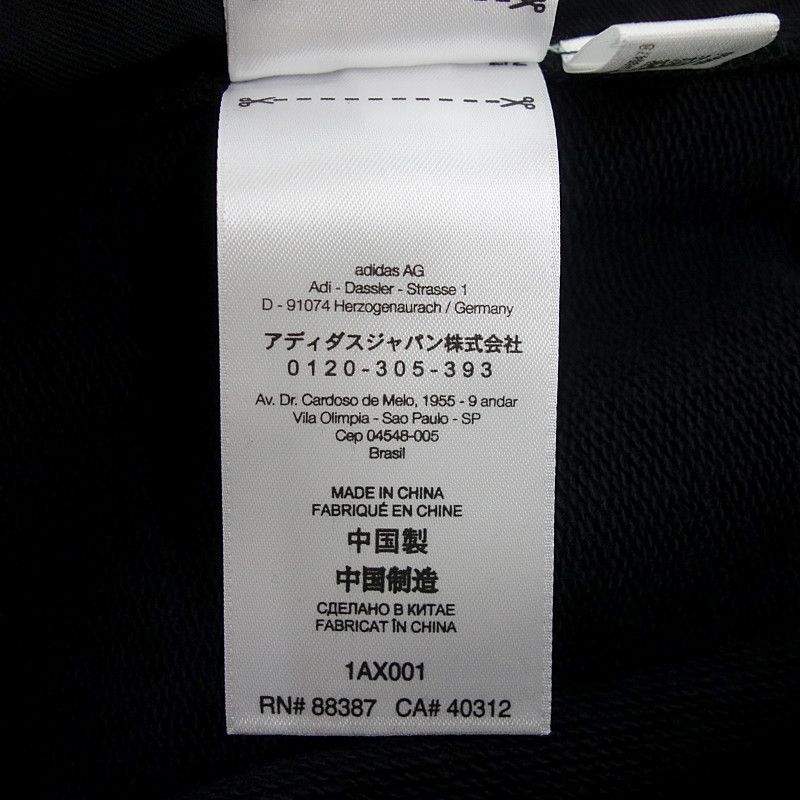 adidas AG
Adi - Dassler - Strasse 1
D - 91074 Herzogenaurach / Germany
アディダスジャパン株式会社
0120-305-393
Av. Dr. Cardoso de Melo, 1955 - 9 andar
Vila Olimpia - Sao Paulo - SP
Cep 04548-005
Brasil
MADE IN CHINA
FABRIQUÉ EN CHINE
中国製
中国制造
СДЕЛАНО В КИТАЕ
FABRICAT ÎN CHINA
1AX001
RN# 88387 CA# 40312